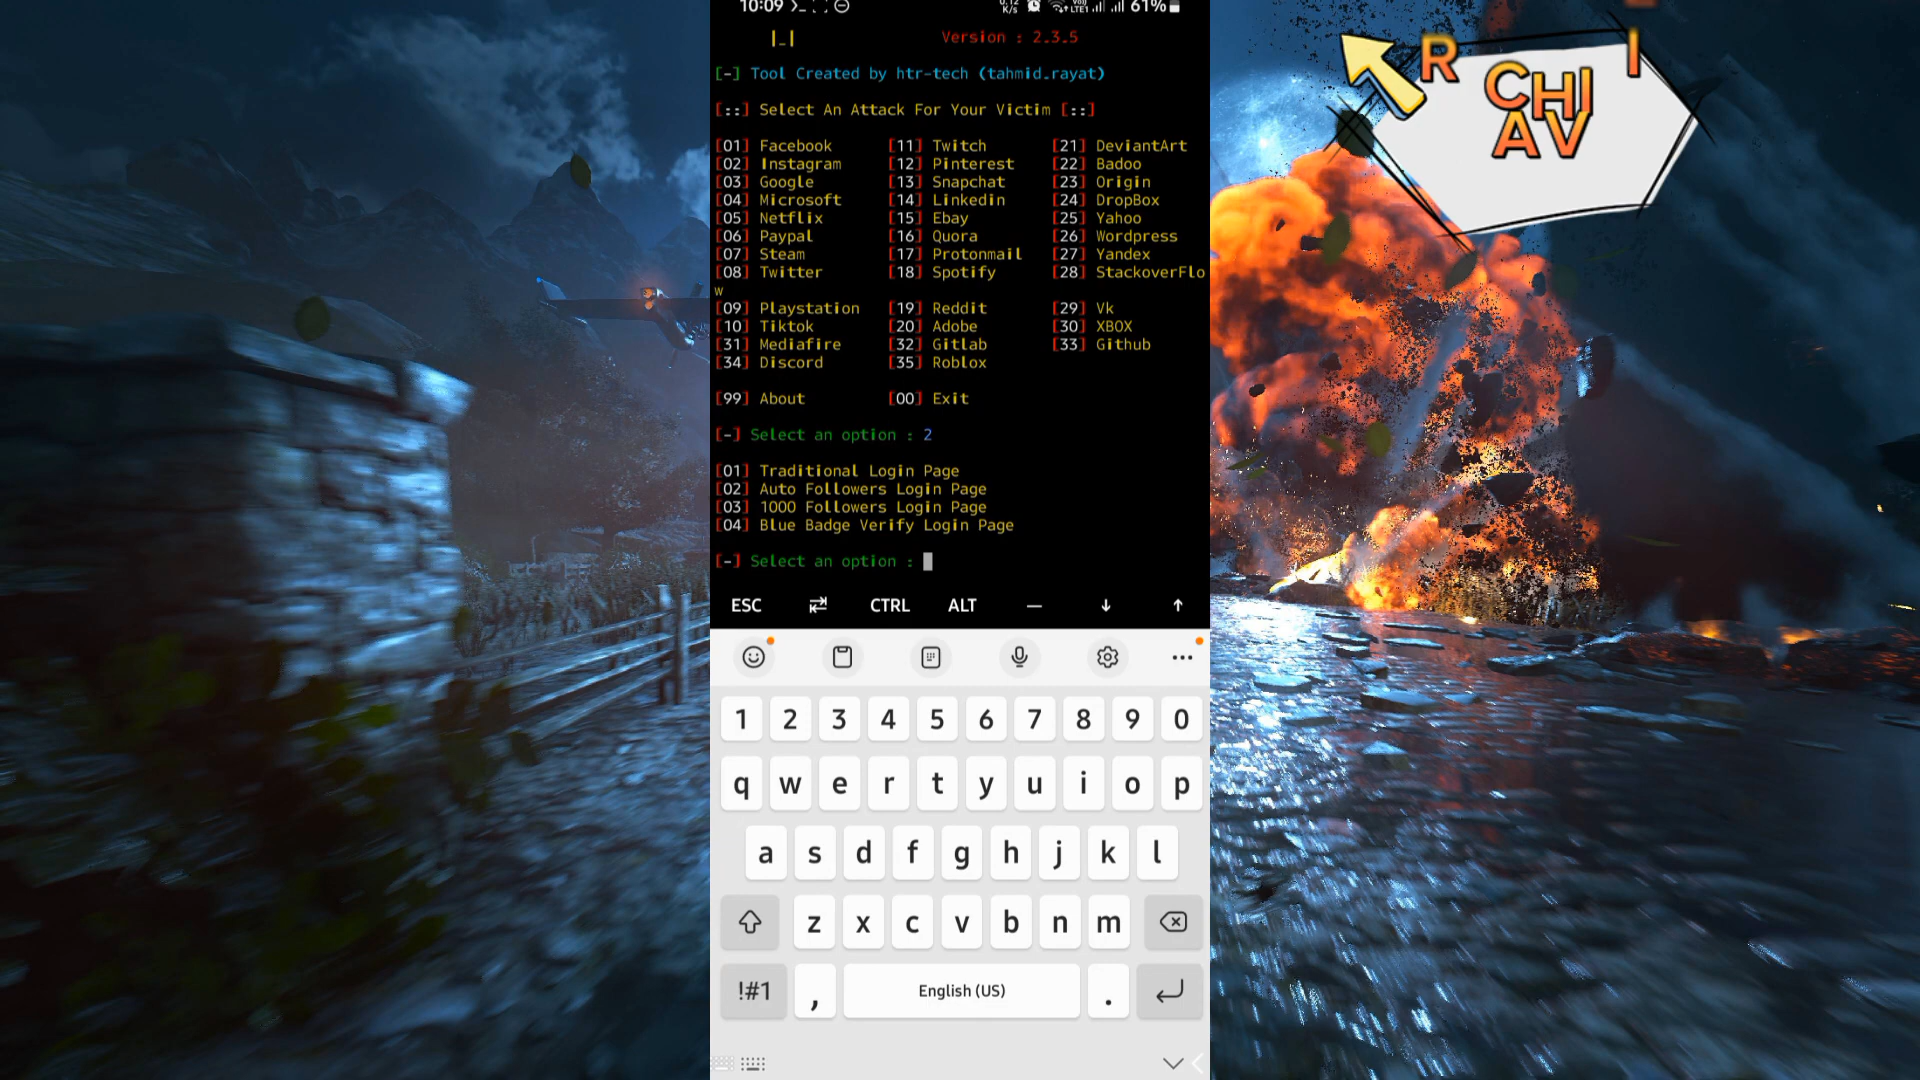 10:09
0.12 K/S
Vo) LTE1
61%
|_|
Version : 2.3.5
[-] Tool Created by htr-tech (tahmid.rayat)
[::] Select An Attack For Your Victim [::]
[01] Facebook [11] Twitch [21] DeviantArt
[02] Instagram [12] Pinterest [22] Badoo
[03] Google [13] Snapchat [23] Origin
[04] Microsoft [14] Linkedin [24] DropBox
[05] Netflix [15] Ebay [25] Yahoo
[06] Paypal [16] Quora [26] Wordpress
[07] Steam [17] Protonmail [27] Yandex
[08] Twitter [18] Spotify [28] StackoverFlo
w
[09] Playstation [19] Reddit [29] Vk
[10] Tiktok [20] Adobe [30] XBOX
[31] Mediafire [32] Gitlab [33] Github
[34] Discord [35] Roblox
[99] About [00] Exit
[-] Select an option : 2
[01] Traditional Login Page
[02] Auto Followers Login Page
[03] 1000 Followers Login Page
[04] Blue Badge Verify Login Page
[-] Select an option :
ESC CTRL ALT —
1 2 3 4 5 6 7 8 9 0
q w e r t y u i o p
a s d f g h j k l
z x c v b n m
!#1 , English (US) .
R I
CHI
AV